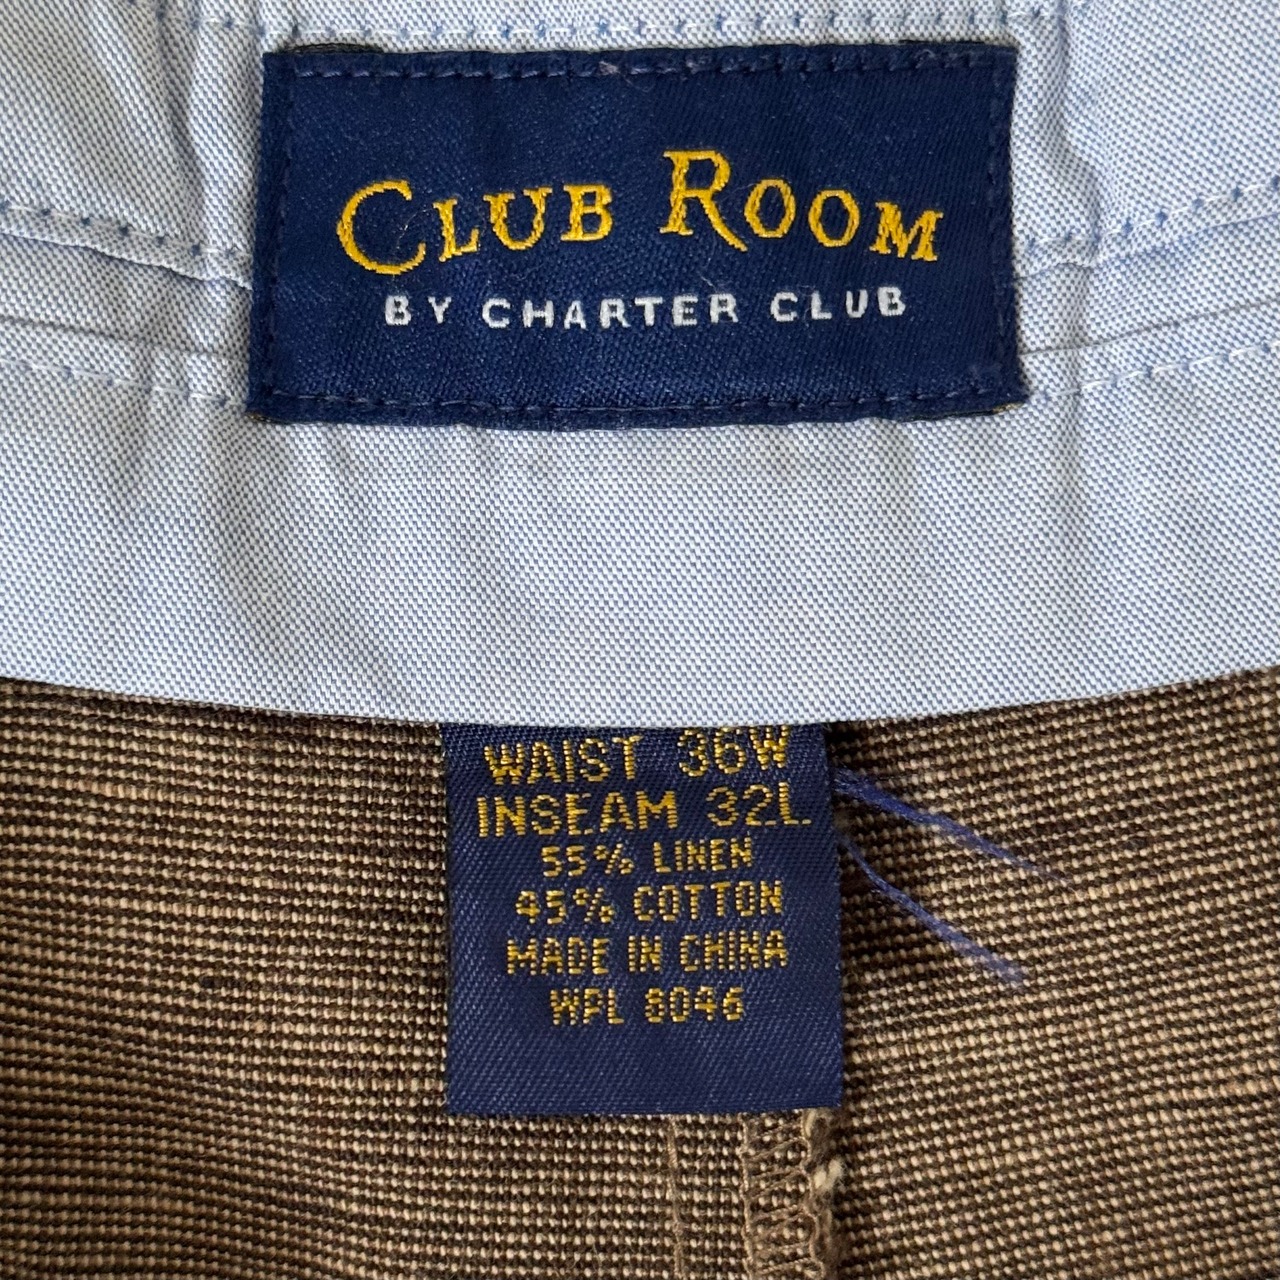 CLUB ROOM
BY CHARTER CLUB
WAIST 36W
INSEAM 32L
55% LINEN
45% COTTON
MADE IN CHINA
WPL 8046